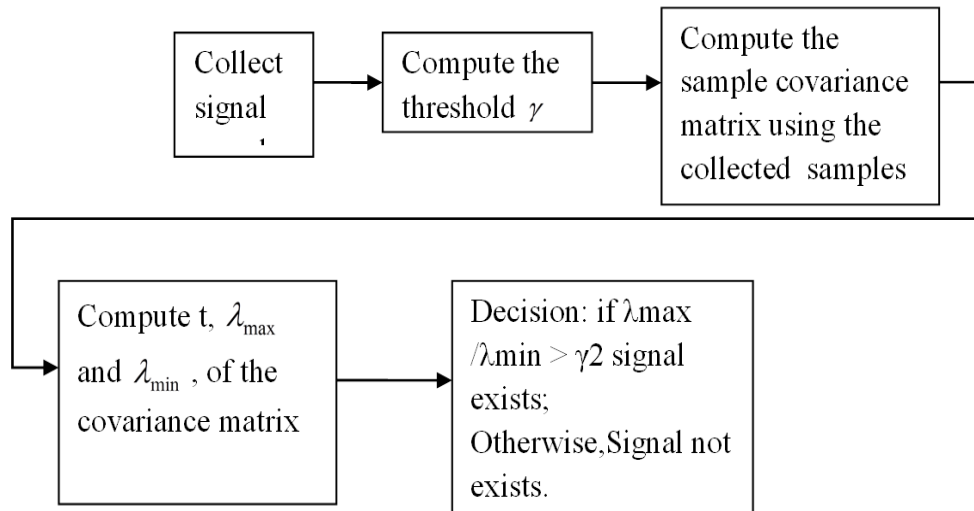 Collect
signal
Compute the
threshold γ
Compute the
sample covariance
matrix using the
collected samples
Compute t, λmax
and λmin , of the
covariance matrix
Decision: if λmax
/λmin > γ2 signal
exists;
Otherwise,Signal not
exists.